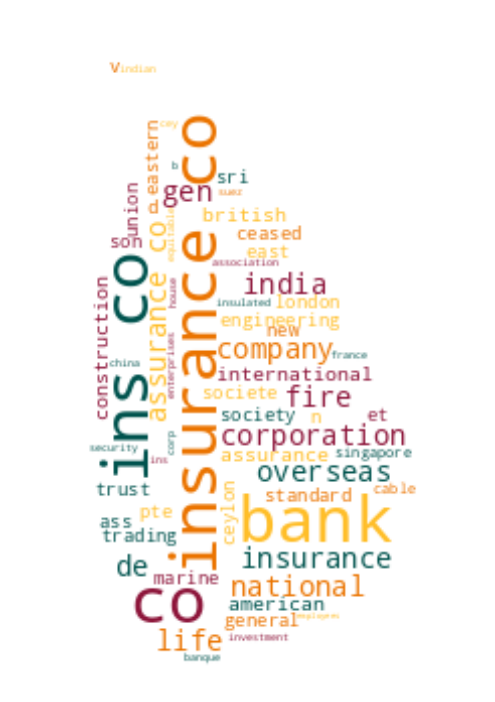 v indian
cey
eastern
insurance co
b
sri
gen
suez
union
p
british
son
assurance co
equitable
ceased
east
ins co
association
house
india
construction
insulated
london
engineering
new
enterprises
company
france
china
international
societe
fire
society
n
et
corp
corporation
security
ins
assurance
singapore
overseas
trust
ceylon
standard
cable
bank
pte
ass
trading
insurance
de
marine
national
co
american
general
employees
life
investment
banque